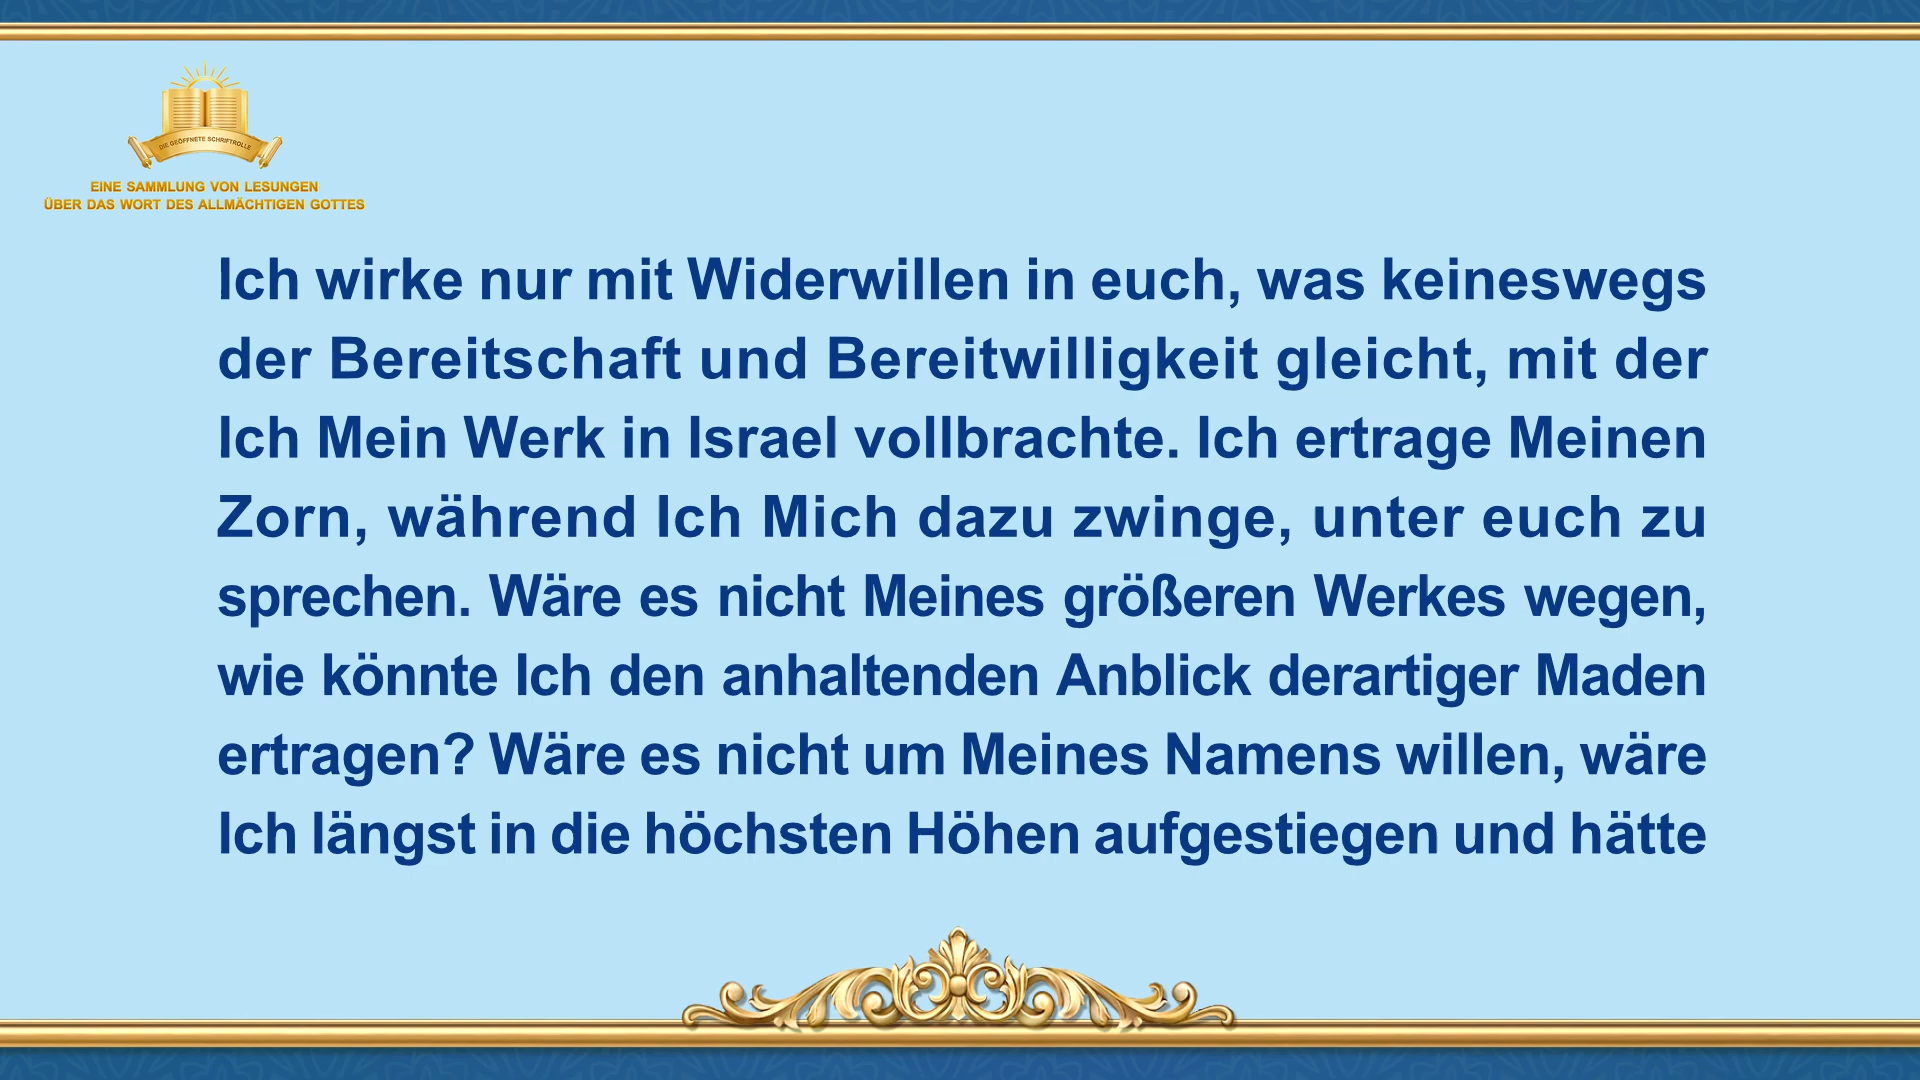 DIE GEÖFFNETE SCHRIFTROLLE
EINE SAMMLUNG VON LESUNGEN
ÜBER DAS WORT DES ALLMÄCHTIGEN GOTTES
Ich wirke nur mit Widerwillen in euch, was keineswegs
der Bereitschaft und Bereitwilligkeit gleicht, mit der
Ich Mein Werk in Israel vollbrachte. Ich ertrage Meinen
Zorn, während Ich Mich dazu zwinge, unter euch zu
sprechen. Wäre es nicht Meines größeren Werkes wegen,
wie könnte Ich den anhaltenden Anblick derartiger Maden
ertragen? Wäre es nicht um Meines Namens willen, wäre
Ich längst in die höchsten Höhen aufgestiegen und hätte